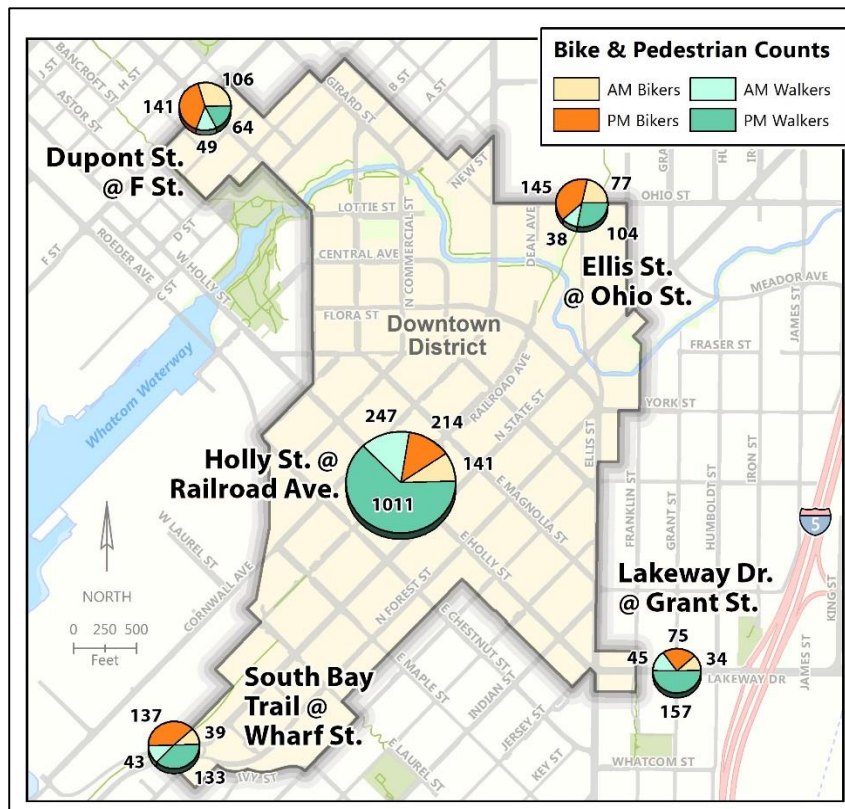 Bike & Pedestrian Counts
AM Bikers
AM Walkers
PM Bikers
PM Walkers
BANCROFT ST
H ST
J ST
ASTOR ST
GIRARD ST
B ST
A ST
106
141
64
49
Dupont St.
@ F St.
NEW ST
145
77
38
104
OHIO ST
Ellis St.
@ Ohio St.
LOTTIE ST
DEAN AVE
D ST
F ST
ROEDER AVE
W HOLLY ST
C ST
CENTRAL AVE
N COMMERCIAL ST
MEADOR AVE
JAMES ST
FLORA ST
Downtown
District
FRASER ST
Whatcom Waterway
RAILROAD AVE
N STATE ST
YORK ST
ELLIS ST
247
214
141
1011
Holly St. @
Railroad Ave.
E MAGNOLIA ST
FRANKLIN ST
GRANT ST
HUMBOLDT ST
IRON ST
5
W LAUREL ST
CORNWALL AVE
E HOLLY ST
N FOREST ST
NORTH
0 250 500
Feet
Lakeway Dr.
@ Grant St.
75
45
34
157
LAKEWAY DR
JAMES ST
KING ST
E CHESTNUT ST
E MAPLE ST
INDIAN ST
JERSEY ST
KEY ST
E LAUREL ST
WHATCOM ST
South Bay
Trail @
Wharf St.
137
39
43
133
IVY ST